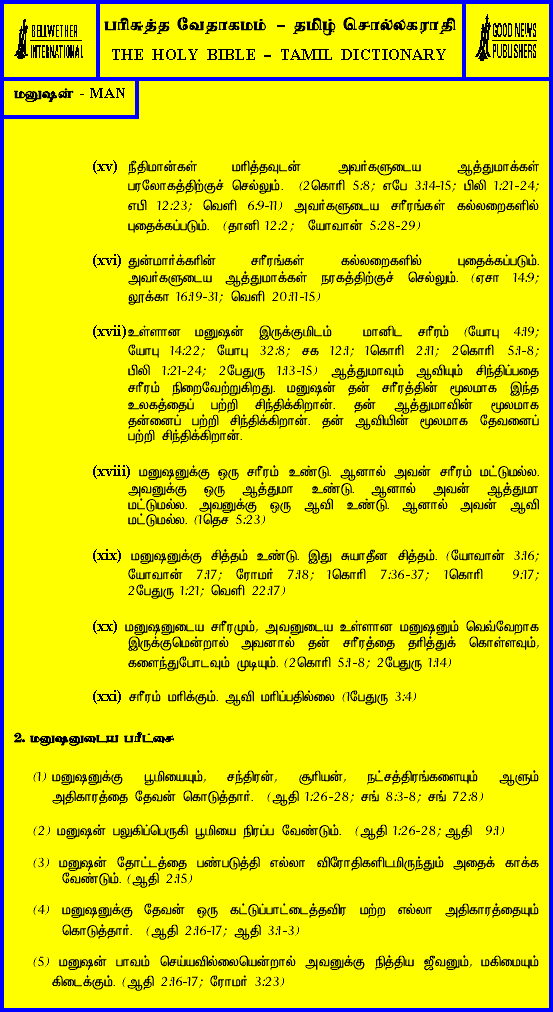 BELLWETHER
INTERNATIONAL
பரிசுத்த வேதாகமம் – தமிழ் சொல்லகராதி
THE HOLY BIBLE – TAMIL DICTIONARY
GOOD NEWS
PUBLISHERS
மனுஷன் - MAN
(xv) நீதிமான்கள் மரித்தவுடன் அவர்களுடைய ஆத்துமாக்கள்
பரலோகத்திற்குச் செல்லும். (2கொரி 5:8; எபே 3:14-15; பிலி 1:21-24;
எபி 12:23; வெளி 6:9-11) அவர்களுடைய சரீரங்கள் கல்லறைகளில்
புதைக்கப்படும். (தானி 12:2; யோவான் 5:28-29)
(xvi) துன்மார்க்கரின் சரீரங்கள் கல்லறைகளில் புதைக்கப்படும்.
அவர்களுடைய ஆத்துமாக்கள் நரகத்திற்குச் செல்லும். (ஏசா 14:9;
லூக்கா 16:19-31; வெளி 20:11-15)
(xvii) உள்ளான மனுஷன் இருக்குமிடம் மானிட சரீரம் (யோபு 4:19;
யோபு 14:22; யோபு 32:8; சக 12:1; 1கொரி 2:11; 2கொரி 5:1-8;
பிலி 1:21-24; 2பேதுரு 1:13-15) ஆத்துமாவும் ஆவியும் சிந்திப்பதை
சரீரம் நிறைவேற்றுகிறது. மனுஷன் தன் சரீரத்தின் மூலமாக இந்த
உலகத்தைப் பற்றி சிந்திக்கிறான். தன் ஆத்துமாவின் மூலமாக
தன்னைப் பற்றி சிந்திக்கிறான். தன் ஆவியின் மூலமாக தேவனைப்
பற்றி சிந்திக்கிறான்.
(xviii) மனுஷனுக்கு ஒரு சரீரம் உண்டு. ஆனால் அவன் சரீரம் மட்டுமல்ல.
அவனுக்கு ஒரு ஆத்துமா உண்டு. ஆனால் அவன் ஆத்துமா
மட்டுமல்ல. அவனுக்கு ஒரு ஆவி உண்டு. ஆனால் அவன் ஆவி
மட்டுமல்ல. (1தெச 5:23)
(xix) மனுஷனுக்கு சித்தம் உண்டு. இது சுயாதீன சித்தம். (யோவான் 3:16;
யோவான் 7:17; ரோமர் 7:18; 1கொரி 7:36-37; 1கொரி 9:17;
2பேதுரு 1:21; வெளி 22:17)
(xx) மனுஷனுடைய சரீரமும், அவனுடைய உள்ளான மனுஷனும் வெவ்வேறாக
இருக்குமென்றால் அவனால் தன் சரீரத்தை தரித்துக் கொள்ளவும்,
களைந்துபோடவும் முடியும். (2கொரி 5:1-8; 2பேதுரு 1:14)
(xxi) சரீரம் மரிக்கும். ஆவி மரிப்பதில்லை (1பேதுரு 3:4)
2. மனுஷனுடைய பரீட்சை
(1) மனுஷனுக்கு பூமியையும், சந்திரன், சூரியன், நட்சத்திரங்களையும் ஆளும்
அதிகாரத்தை தேவன் கொடுத்தார். (ஆதி 1:26-28; சங் 8:3-8; சங் 72:8)
(2) மனுஷன் பலுகிப்பெருகி பூமியை நிரப்ப வேண்டும். (ஆதி 1:26-28; ஆதி 9:1)
(3) மனுஷன் தோட்டத்தை பண்படுத்தி எல்லா விரோதிகளிடமிருந்தும் அதைக் காக்க
வேண்டும். (ஆதி 2:15)
(4) மனுஷனுக்கு தேவன் ஒரு கட்டுப்பாட்டைத்தவிர மற்ற எல்லா அதிகாரத்தையும்
கொடுத்தார். (ஆதி 2:16-17; ஆதி 3:1-3)
(5) மனுஷன் பாவம் செய்யவில்லையென்றால் அவனுக்கு நித்திய ஜீவனும், மகிமையும்
கிடைக்கும். (ஆதி 2:16-17; ரோமர் 3:23)